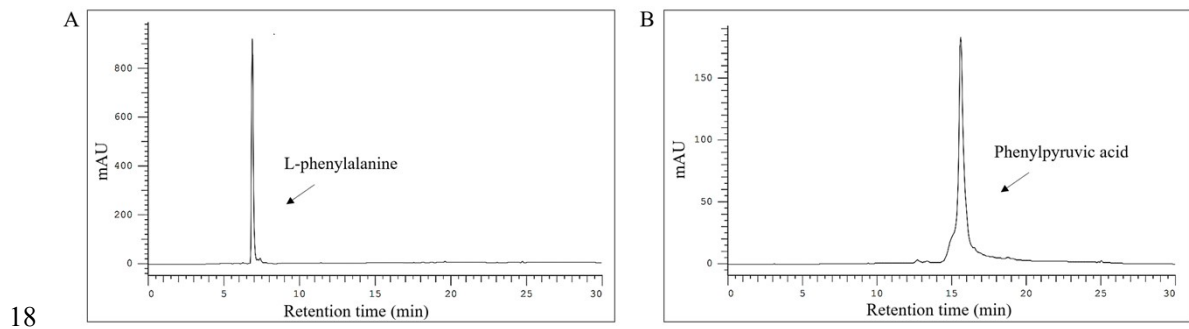 A
mAU
800
600
400
200
0
L-phenylalanine
0 5 10 15 20 25 30
Retention time (min)
B
mAU
150
100
50
0
Phenylpyruvic acid
0 5 10 15 20 25 30
Retention time (min)
18